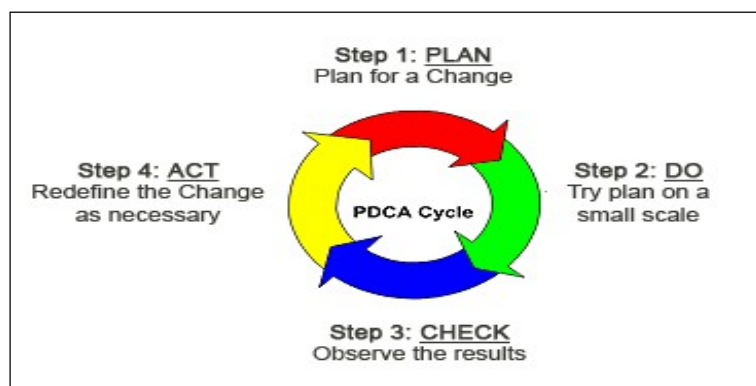 Step 1: PLAN
Plan for a Change
Step 2: DO
Try plan on a
small scale
Step 3: CHECK
Observe the results
Step 4: ACT
Redefine the Change
as necessary
PDCA Cycle